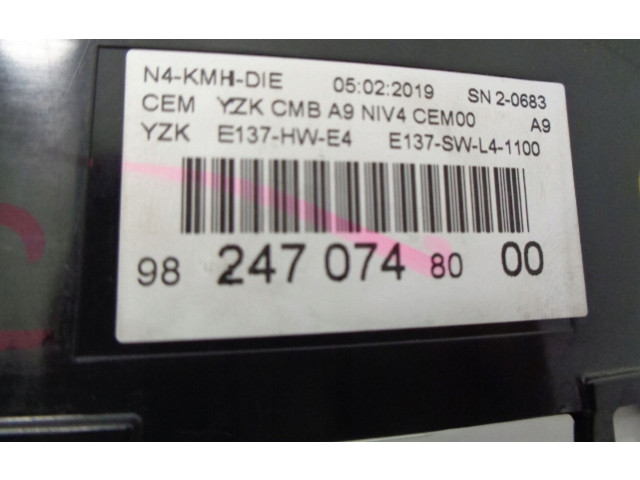 N4-KMH-DIE 05:02:2019 SN 2-0683
CEM YZK CMB A9 NIV4 CEM00 A9
YZK E137-HW-E4 E137-SW-L4-1100
98 247 074 80 00